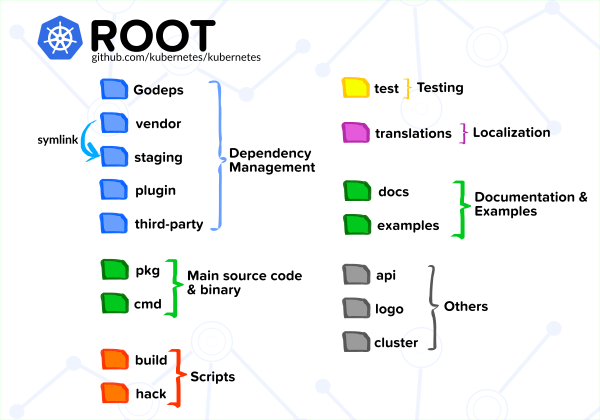 ROOT
github.com/kubernetes/kubernetes
Godeps
vendor
symlink
staging
plugin
third-party
Dependency
Management
pkg
cmd
Main source code
& binary
build
hack
Scripts
test
Testing
translations
Localization
docs
examples
Documentation &
Examples
api
logo
cluster
Others